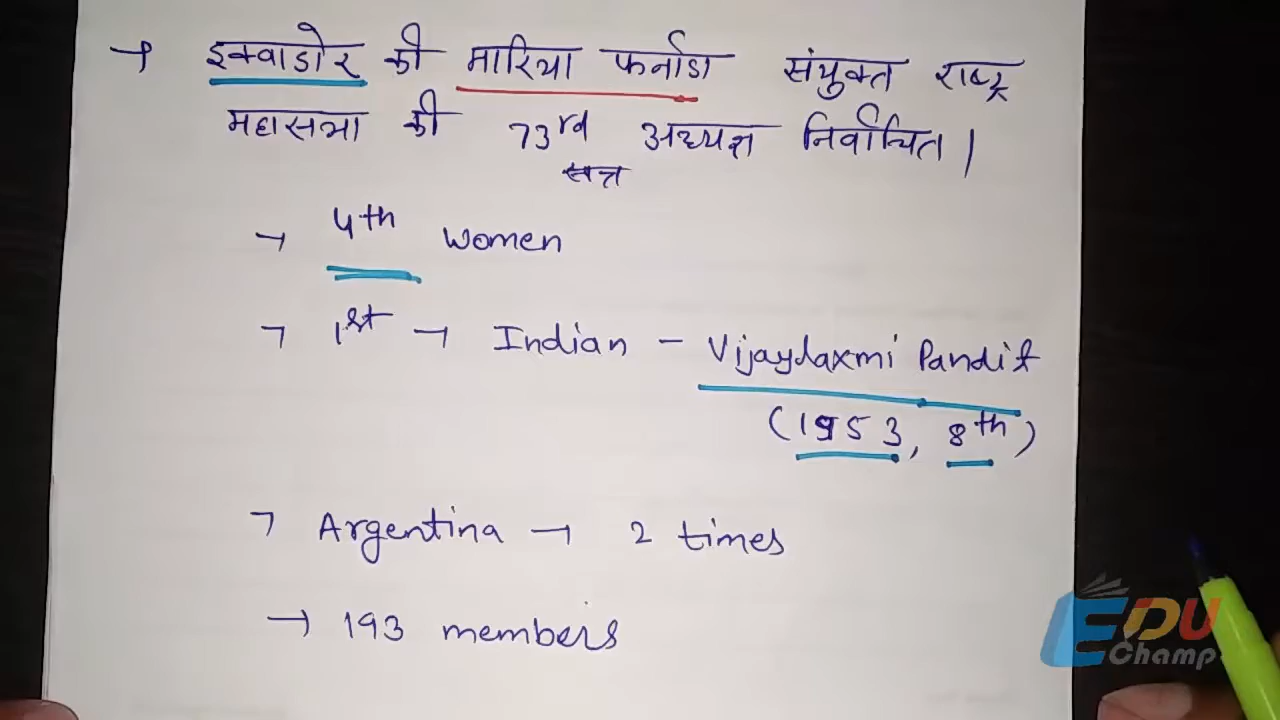 → इक्वाडोर की मारिया फर्नाडा संयुक्त राष्ट्र
महासभा की 73rd अध्यक्ष निर्वाचित।
सत्र
→ 4th women
→ 1st → Indian - Vijaylaxmi Pandit
(1953, 8th)
→ Argentina → 2 times
→ 193 members
EDU
Champ